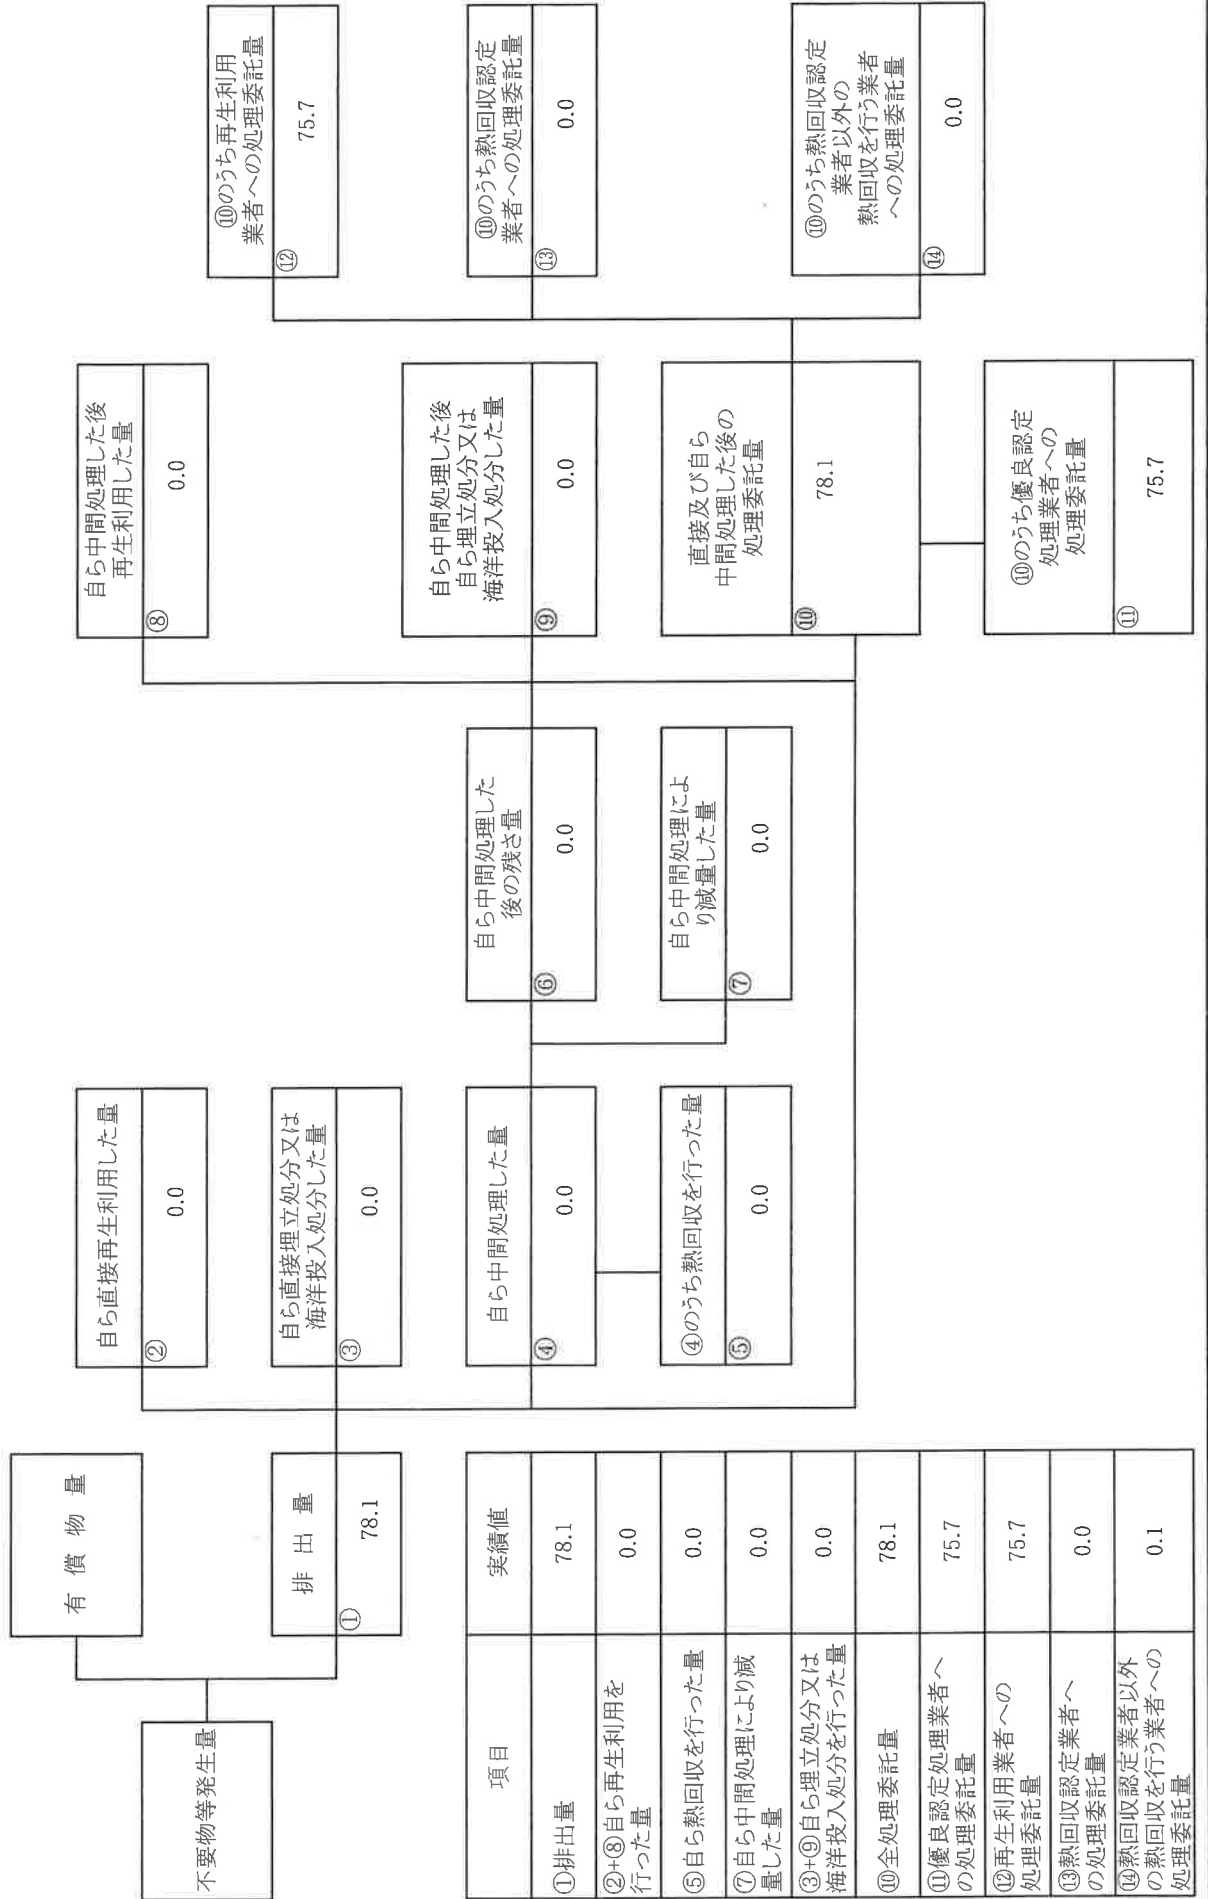 不要物等発生量
有 償 物 量
排 出 量
①
78.1
自ら直接再生利用した量
②
0.0
自ら直接埋立処分又は
海洋投入処分した量
③
0.0
自ら中間処理した量
④
0.0
④のうち熱回収を行った量
⑤
0.0
自ら中間処理した
後の残さ量
⑥
0.0
自ら中間処理によ
り減量した量
⑦
0.0
自ら中間処理した後
再生利用した量
⑧
0.0
自ら中間処理した後
自ら埋立処分又は
海洋投入処分した量
⑨
0.0
直接及び自ら
中間処理した後の
処理委託量
⑩
78.1
⑩のうち優良認定
処理業者への
処理委託量
⑪
75.7
⑩のうち再生利用
業者への処理委託量
⑫
75.7
⑩のうち熱回収認定
業者への処理委託量
⑬
0.0
⑩のうち熱回収認定
業者以外の
熱回収を行う業者
への処理委託量
⑭
0.0
項目 実績値
①排出量 78.1
②+⑧自ら再生利用を
行った量
0.0
⑤自ら熱回収を行った量 0.0
⑦自ら中間処理により減
量した量
0.0
③+⑨自ら埋立処分又は
海洋投入処分を行った量
0.0
⑩全処理委託量 78.1
⑪優良認定処理業者へ
の処理委託量
75.7
⑫再生利用業者への
処理委託量
75.7
⑬熱回収認定業者へ
の処理委託量
0.0
⑭熱回収認定業者以外
の熱回収を行う業者への
処理委託量
0.1